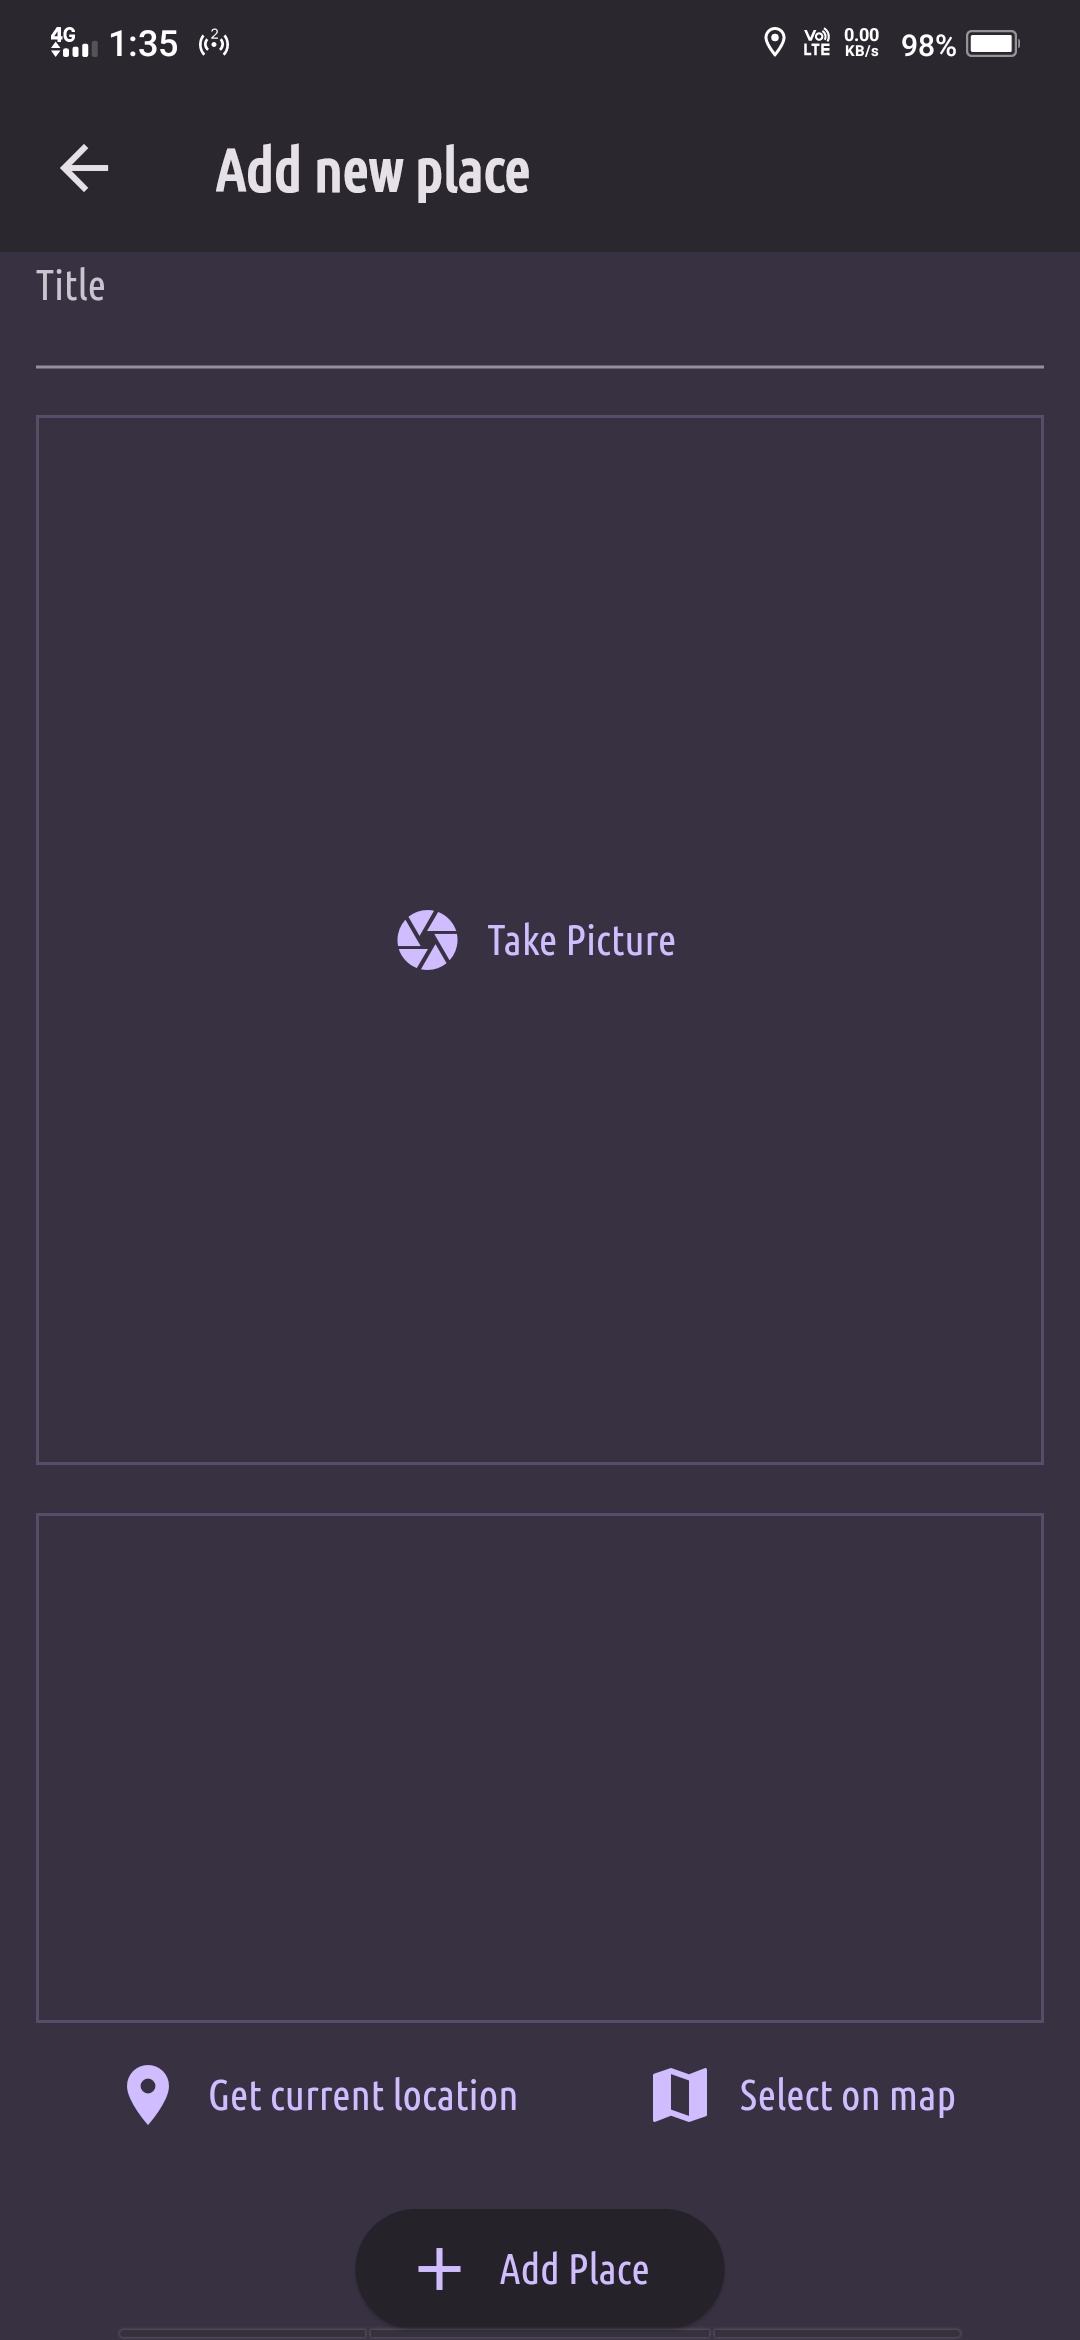 4G 1:35 2 Vo)) LTE 0.00 KB/s 98%
Add new place
Title
Take Picture
Get current location Select on map
Add Place